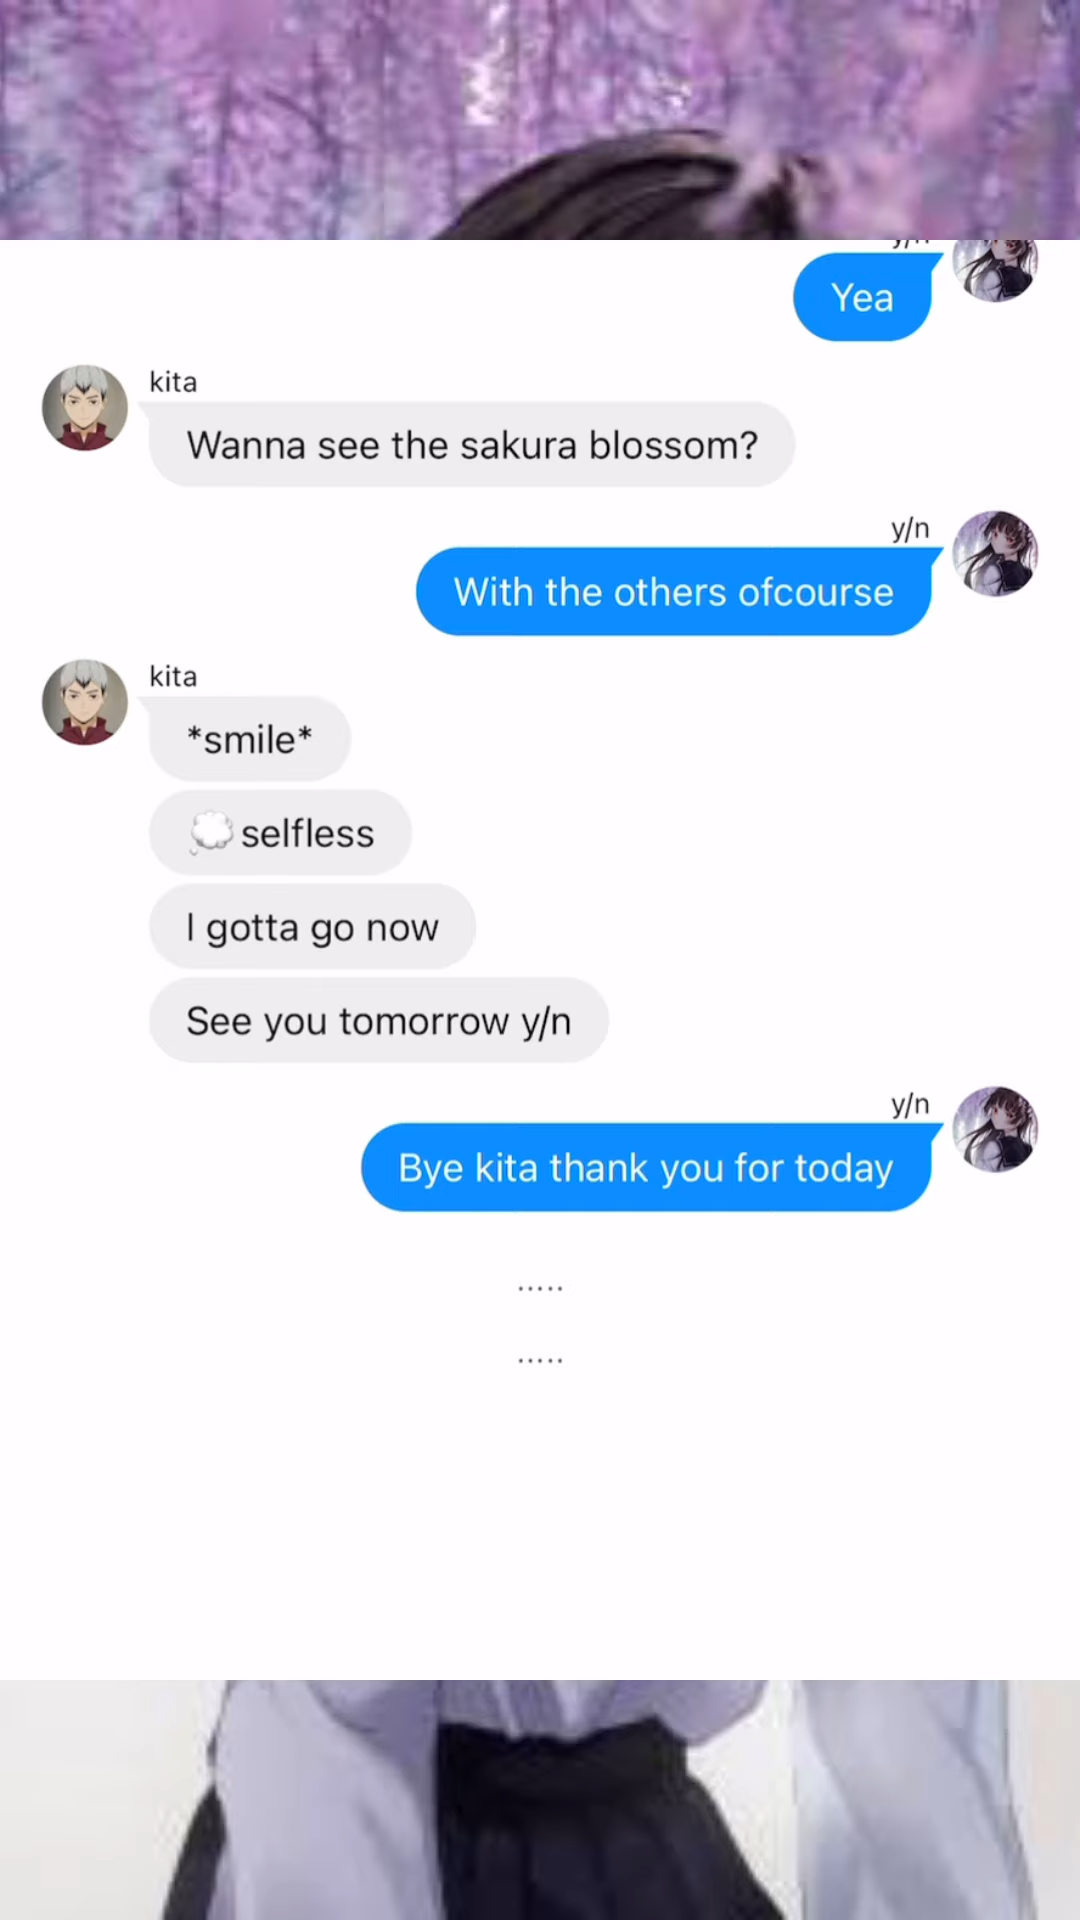 y/n
Yea
kita
Wanna see the sakura blossom?
y/n
With the others ofcourse
kita
*smile*
💭selfless
I gotta go now
See you tomorrow y/n
y/n
Bye kita thank you for today
.....
.....